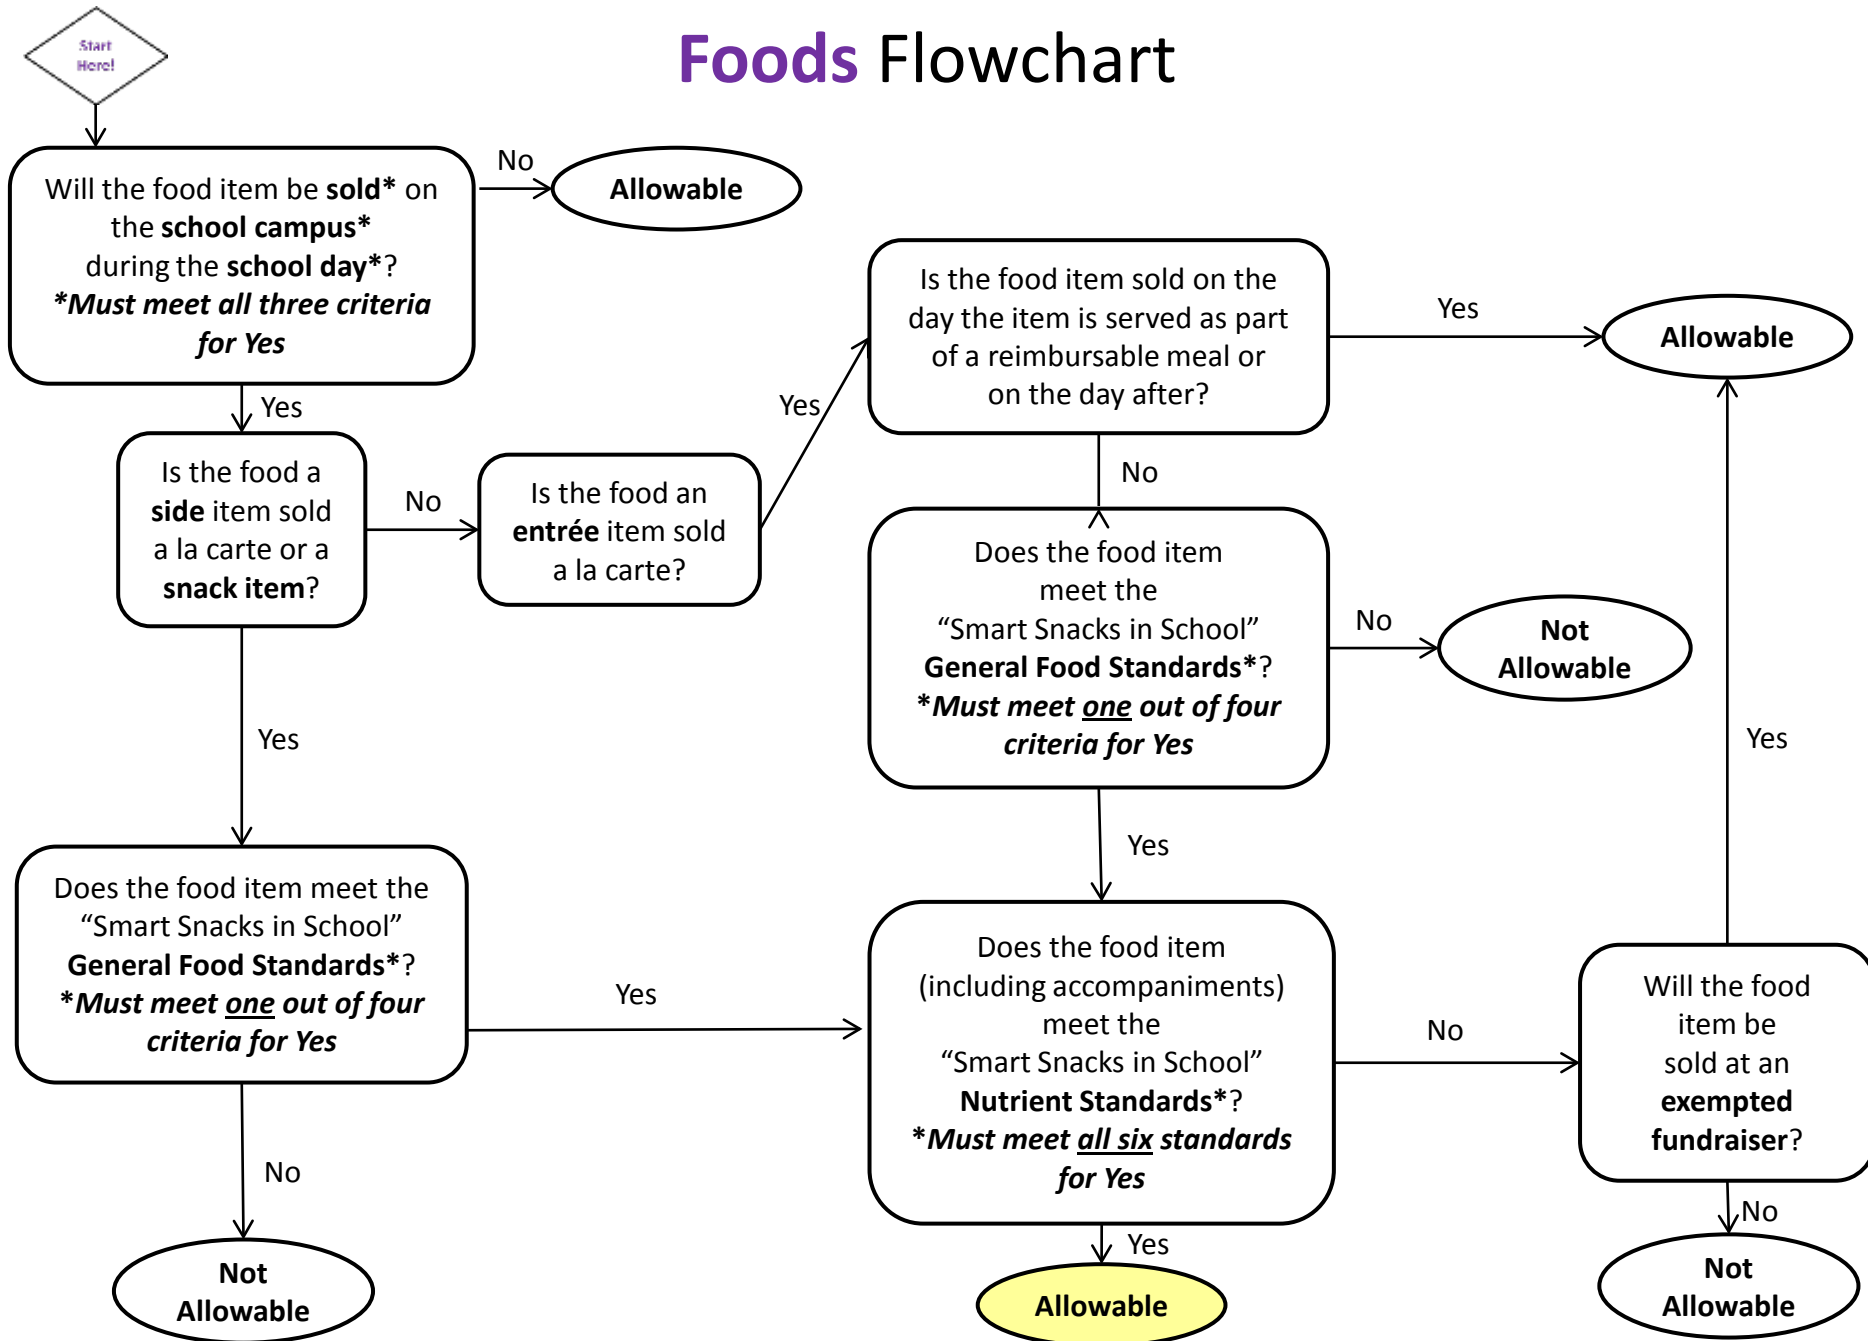 Start
Here!
Foods Flowchart
Will the food item be sold* on
the school campus*
during the school day*?
*Must meet all three criteria
for Yes
No
Allowable
Yes
Is the food a
side item sold
a la carte or a
snack item?
No
Is the food an
entrée item sold
a la carte?
Yes
Is the food item sold on the
day the item is served as part
of a reimbursable meal or
on the day after?
Yes
Allowable
No
Does the food item
meet the
“Smart Snacks in School”
General Food Standards*?
*Must meet one out of four
criteria for Yes
No
Not
Allowable
Yes
Yes
Yes
Does the food item meet the
“Smart Snacks in School”
General Food Standards*?
*Must meet one out of four
criteria for Yes
Yes
Does the food item
(including accompaniments)
meet the
“Smart Snacks in School”
Nutrient Standards*?
*Must meet all six standards
for Yes
No
Will the food
item be
sold at an
exempted
fundraiser?
No
Not
Allowable
Yes
Allowable
No
Not
Allowable